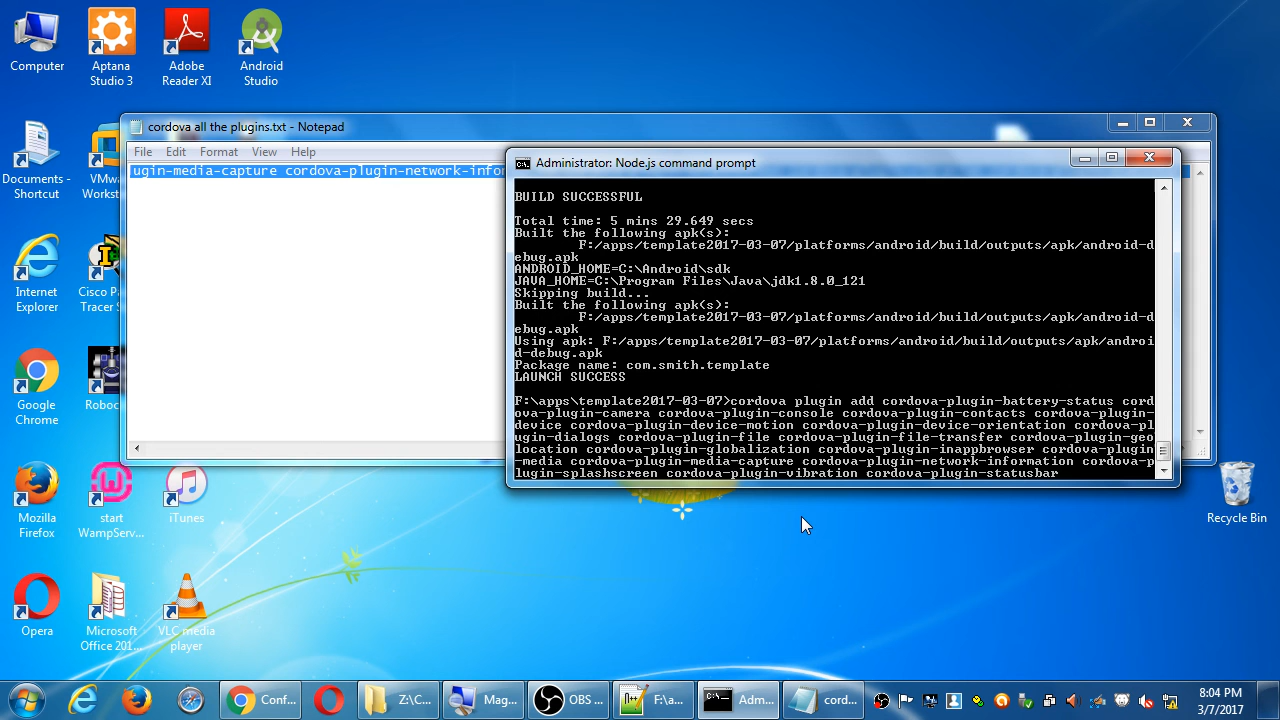 Computer
Aptana
Studio 3
Adobe
Reader XI
Android
Studio
cordova all the plugins.txt - Notepad
File Edit Format View Help
ugin-media-capture cordova-plugin-network-infor
Documents -
Shortcut
VMw
Workst
Internet
Explorer
Cisco Pa
Tracer S
Google
Chrome
Roboc
Mozilla
Firefox
start
WampServ...
iTunes
Opera
Microsoft
Office 201...
VLC media
player
Recycle Bin
Administrator: Node.js command prompt
BUILD SUCCESSFUL
Total time: 5 mins 29.649 secs
Built the following apk(s):
F:/apps/template2017-03-07/platforms/android/build/outputs/apk/android-d
ebug.apk
ANDROID_HOME=C:\Android\sdk
JAVA_HOME=C:\Program Files\Java\jdk1.8.0_121
Skipping build...
Built the following apk(s):
F:/apps/template2017-03-07/platforms/android/build/outputs/apk/android-d
ebug.apk
Using apk: F:/apps/template2017-03-07/platforms/android/build/outputs/apk/androi
d-debug.apk
Package name: com.smith.template
LAUNCH SUCCESS
F:\apps\template2017-03-07>cordova plugin add cordova-plugin-battery-status cord
ova-plugin-camera cordova-plugin-console cordova-plugin-contacts cordova-plugin-
device cordova-plugin-device-motion cordova-plugin-device-orientation cordova-pl
ugin-dialogs cordova-plugin-file cordova-plugin-file-transfer cordova-plugin-geo
location cordova-plugin-globalization cordova-plugin-inappbrowser cordova-plugin
-media cordova-plugin-media-capture cordova-plugin-network-information cordova-p
lugin-splashscreen cordova-plugin-vibration cordova-plugin-statusbar
Conf... Z:\C... Mag... OBS ... F:\a... Adm... cord...
8:04 PM
3/7/2017